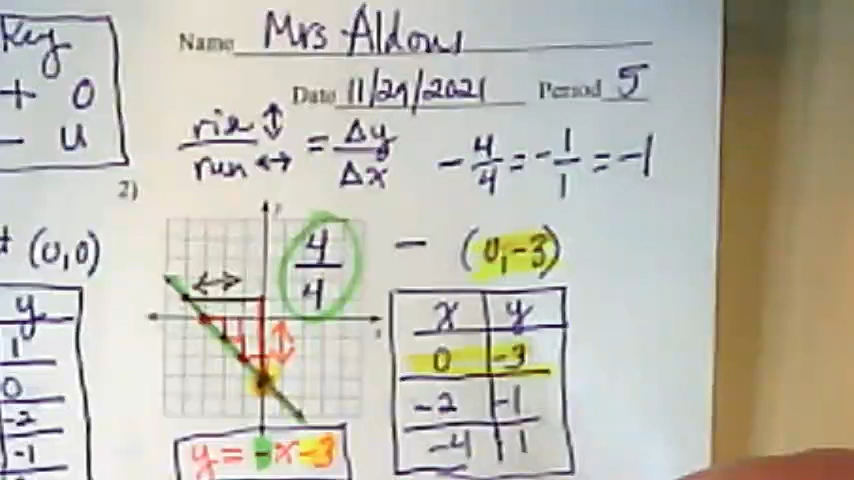 Key
+ 0
- u
Name Mrs.
Date 11/29/2021 Period 5
rise/run = Δy/Δx
-4/4 = -1/1 = -1
2)
(0,0)
y
1
0
-2
-1
4/4
- (0,-3)
x y
0 -3
-2 -1
-4 1
y = -x-3